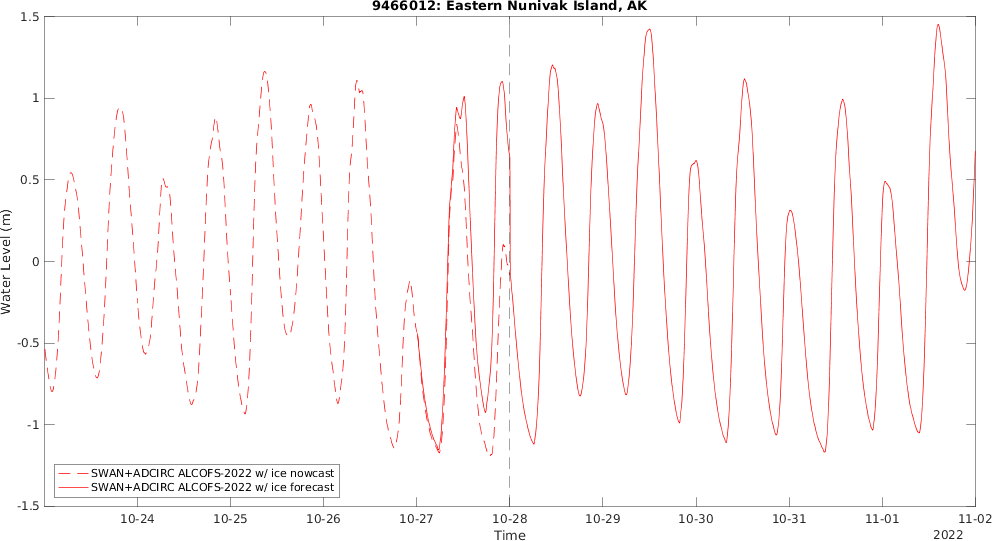 9466012: Eastern Nunivak Island, AK
1.5
1
0.5
0
-0.5
-1
-1.5
Water Level (m)
SWAN+ADCIRC ALCOFS-2022 w/ ice nowcast
SWAN+ADCIRC ALCOFS-2022 w/ ice forecast
10-24 10-25 10-26 10-27 10-28 10-29 10-30 10-31 11-01 11-02
Time
2022